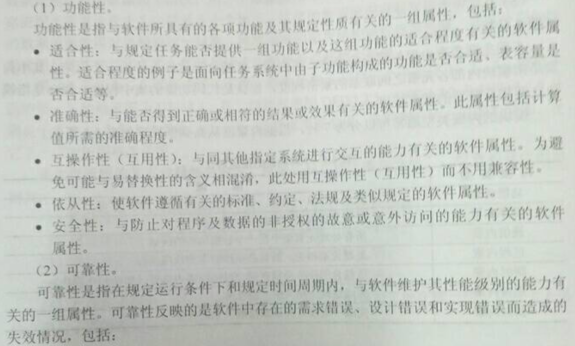 （1）功能性。
功能性是指与软件所具有的各项功能及其规定性质有关的一组属性，包括：
● 适合性：与规定任务能否提供一组功能以及这组功能的适合程度有关的软件属
性。适合程度的例子是面向任务系统中由子功能构成的功能是否合适、表容量是
否合适等。
● 准确性：与能否得到正确或相符的结果或效果有关的软件属性。此属性包括计算
值所需的准确程度。
● 互操作性（互用性）：与同其他指定系统进行交互的能力有关的软件属性。为避
免可能与易替换性的含义相混淆，此处用互操作性（互用性）而不用兼容性。
● 依从性：使软件遵循有关的标准、约定、法规及类似规定的软件属性。
● 安全性：与防止对程序及数据的非授权的故意或意外访问的能力有关的软件
属性。
（2）可靠性。
可靠性是指在规定运行条件下和规定时间周期内，与软件维护其性能级别的能力有
关的一组属性。可靠性反映的是软件中存在的需求错误、设计错误和实现错误而造成的
失效情况，包括：